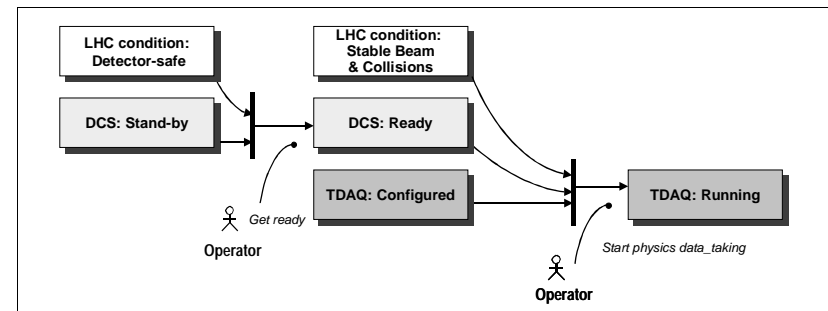 LHC condition:
Detector-safe
LHC condition:
Stable Beam
& Collisions
DCS: Stand-by
DCS: Ready
TDAQ: Configured
TDAQ: Running
Get ready
Operator
Start physics data_taking
Operator